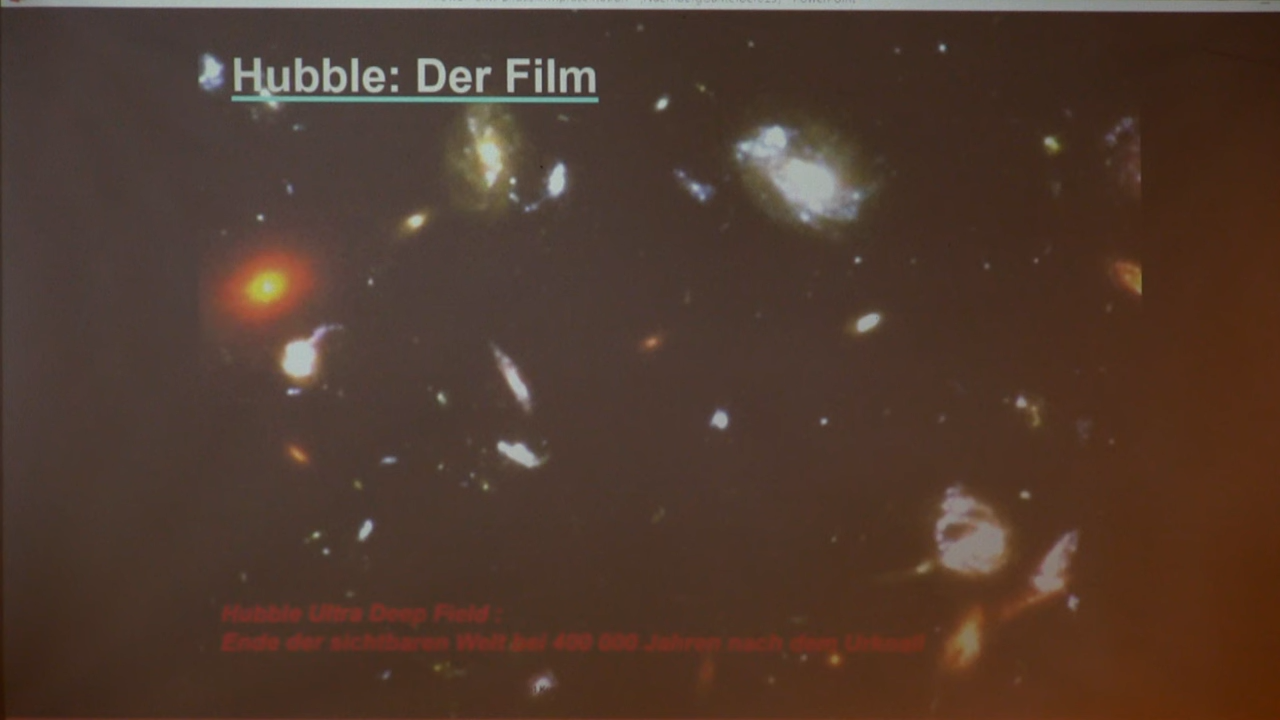 Hubble: Der Film
Hubble Ultra Deep Field :
Ende der sichtbaren Welt bei 400 000 Jahren nach dem Urknall